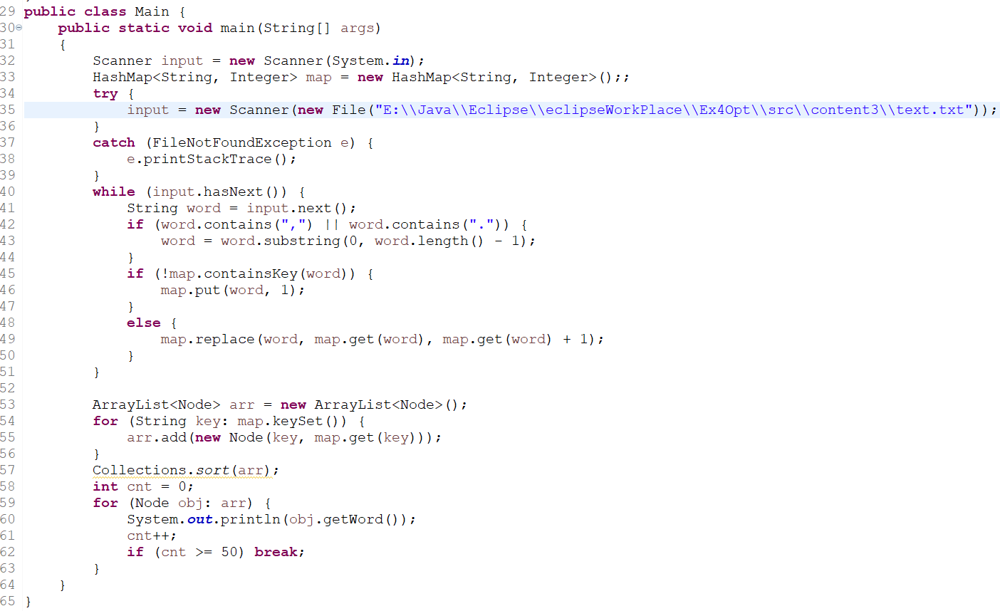 29 public class Main {
30 public static void main(String[] args)
31 {
32 Scanner input = new Scanner(System.in);
33 HashMap<String, Integer> map = new HashMap<String, Integer>();;
34 try {
35 input = new Scanner(new File("E:\\Java\\Eclipse\\eclipseWorkPlace\\Ex4Opt\\src\\content3\\text.txt"));
36 }
37 catch (FileNotFoundException e) {
38 e.printStackTrace();
39 }
40 while (input.hasNext()) {
41 String word = input.next();
42 if (word.contains(",") || word.contains(".")) {
43 word = word.substring(0, word.length() - 1);
44 }
45 if (!map.containsKey(word)) {
46 map.put(word, 1);
47 }
48 else {
49 map.replace(word, map.get(word), map.get(word) + 1);
50 }
51 }
52
53 ArrayList<Node> arr = new ArrayList<Node>();
54 for (String key: map.keySet()) {
55 arr.add(new Node(key, map.get(key)));
56 }
57 Collections.sort(arr);
58 int cnt = 0;
59 for (Node obj: arr) {
60 System.out.println(obj.getWord());
61 cnt++;
62 if (cnt >= 50) break;
63 }
64 }
65 }